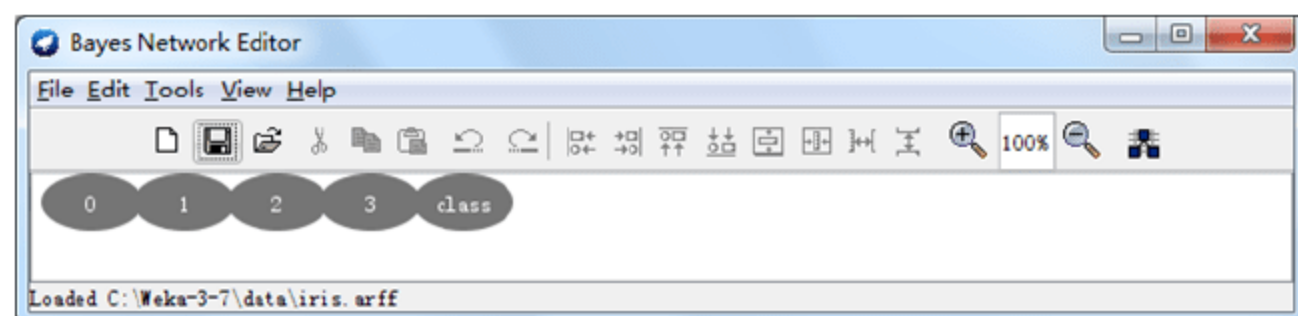 Bayes Network Editor
File Edit Tools View Help
100%
0 1 2 3 class
Loaded C:\Weka-3-7\data\iris.arff